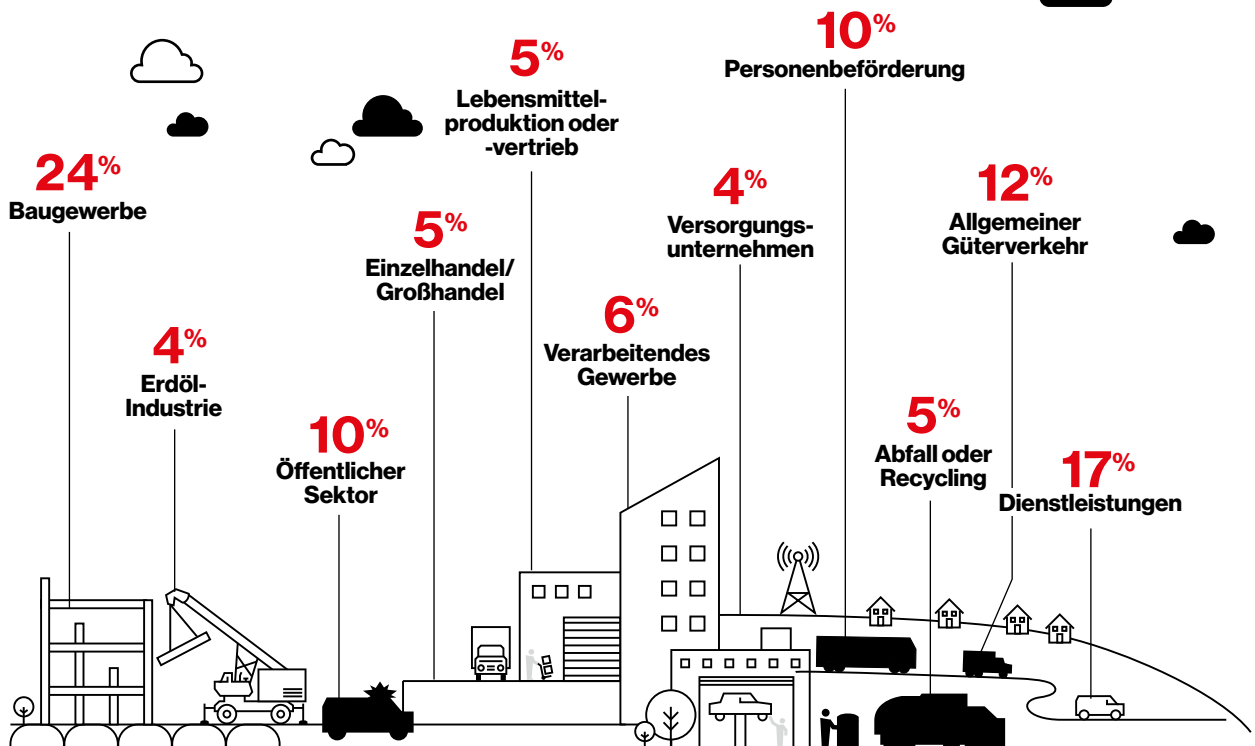 10%
Personenbeförderung
5%
Lebensmittel-
produktion oder
-vertrieb
24%
Baugewerbe
4%
Versorgungs-
unternehmen
12%
Allgemeiner
Güterverkehr
5%
Einzelhandel/
Großhandel
6%
Verarbeitendes
Gewerbe
4%
Erdöl-
Industrie
10%
Öffentlicher
Sektor
5%
Abfall oder
Recycling
17%
Dienstleistungen